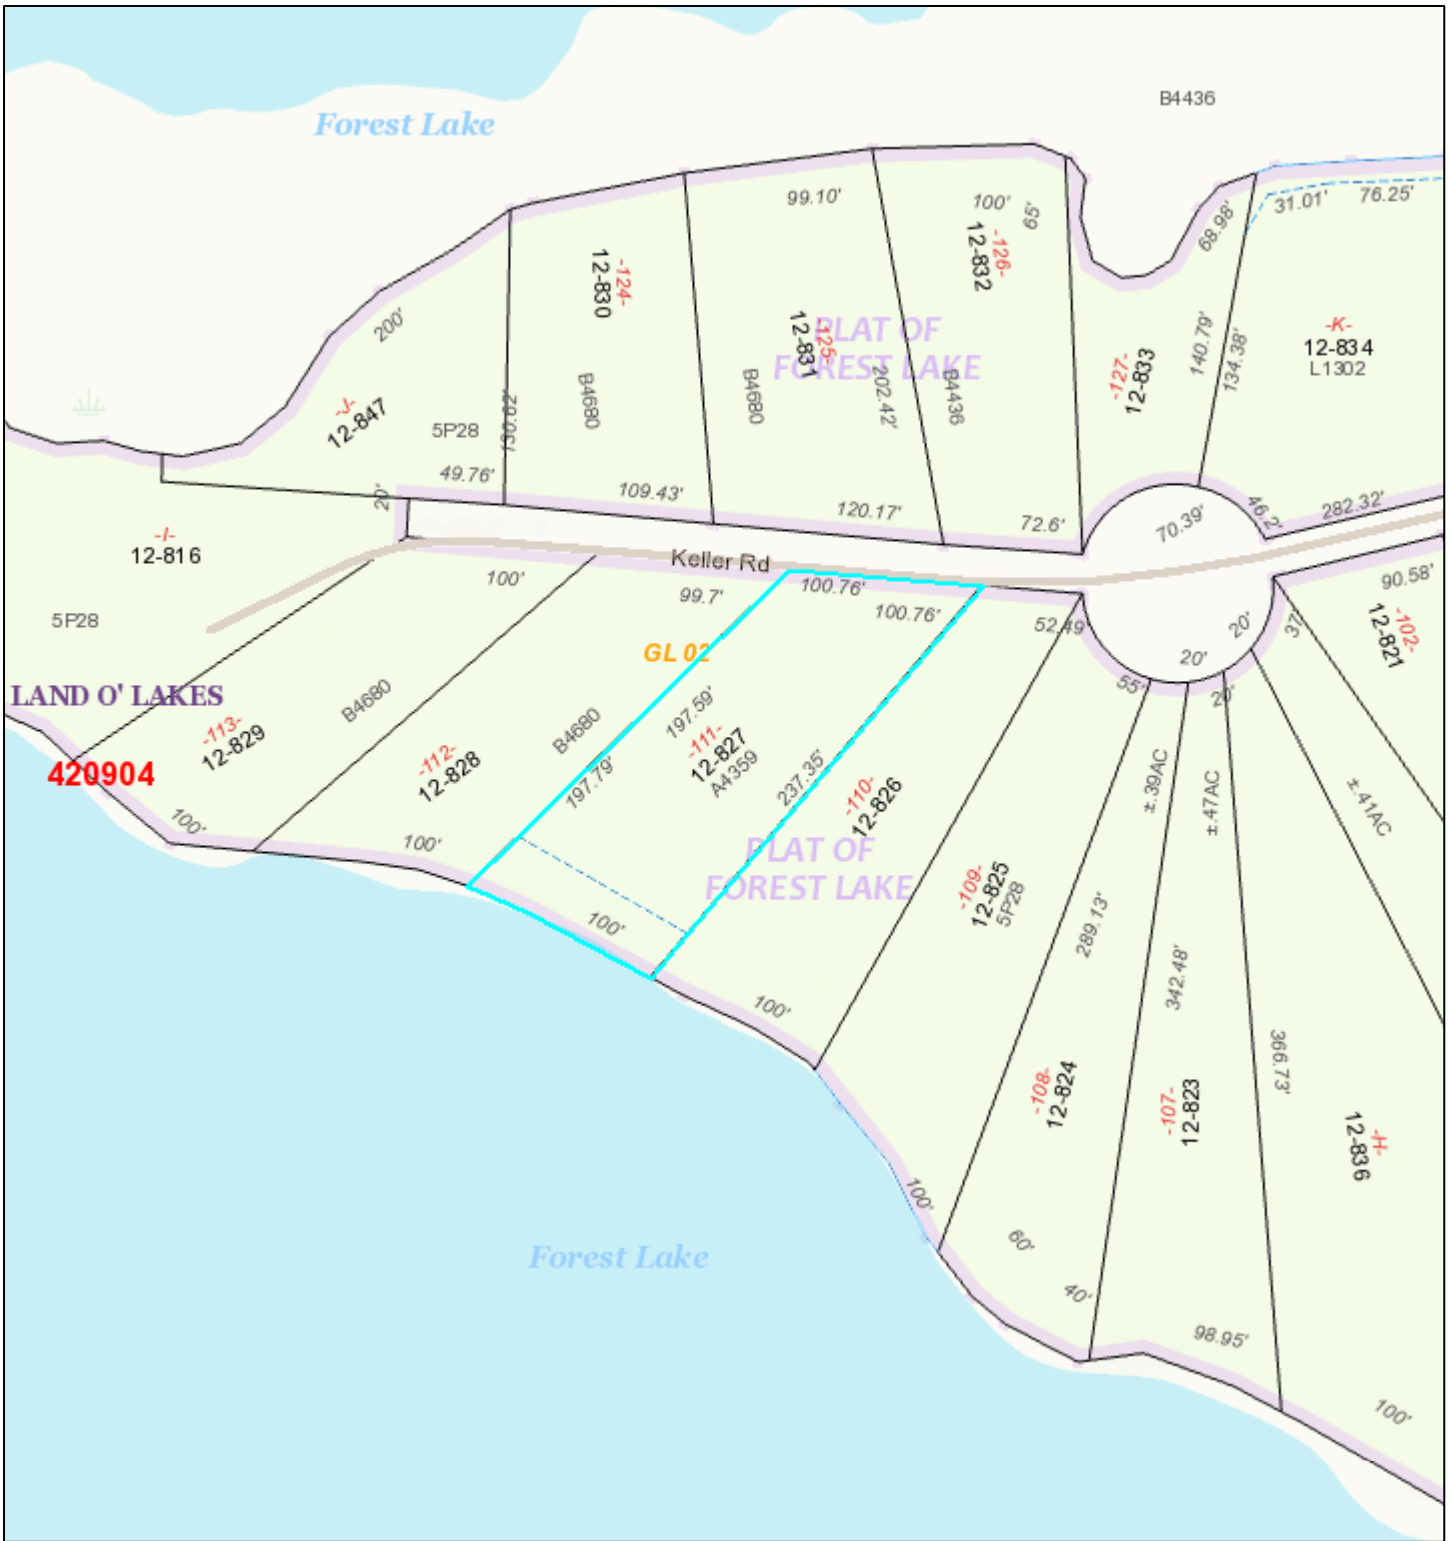 B4436
Forest Lake
99.10'
100'
65'
68.98'
31.01'
76.25'
-124-
12-830
-126-
12-832
200'
PLAT OF
FOREST LAKE
-125-
12-831
140.79'
134.38'
-K-
12-834
L1302
-127-
12-833
-J-
12-847
5P28
B4680
B4680
202.42'
B4436
130.02'
49.76'
20'
109.43'
120.17'
72.6'
70.39'
46.2'
282.32'
-I-
12-816
Keller Rd
100'
99.7'
100.76'
100.76'
52.49'
90.58'
-102-
12-821
5P28
GL 02
20'
37'
20'
55'
20'
LAND O' LAKES
B4680
-113-
12-829
420904
B4680
197.59'
-111-
12-827
A4359
-112-
12-828
197.79'
237.35'
-110-
12-826
±.39AC
±.47AC
±.41AC
100'
100'
PLAT OF
FOREST LAKE
-109-
12-825
5P28
100'
289.13'
342.48'
100'
366.73'
-108-
12-824
-107-
12-823
-H-
12-836
100'
60'
Forest Lake
40'
98.95'
100'